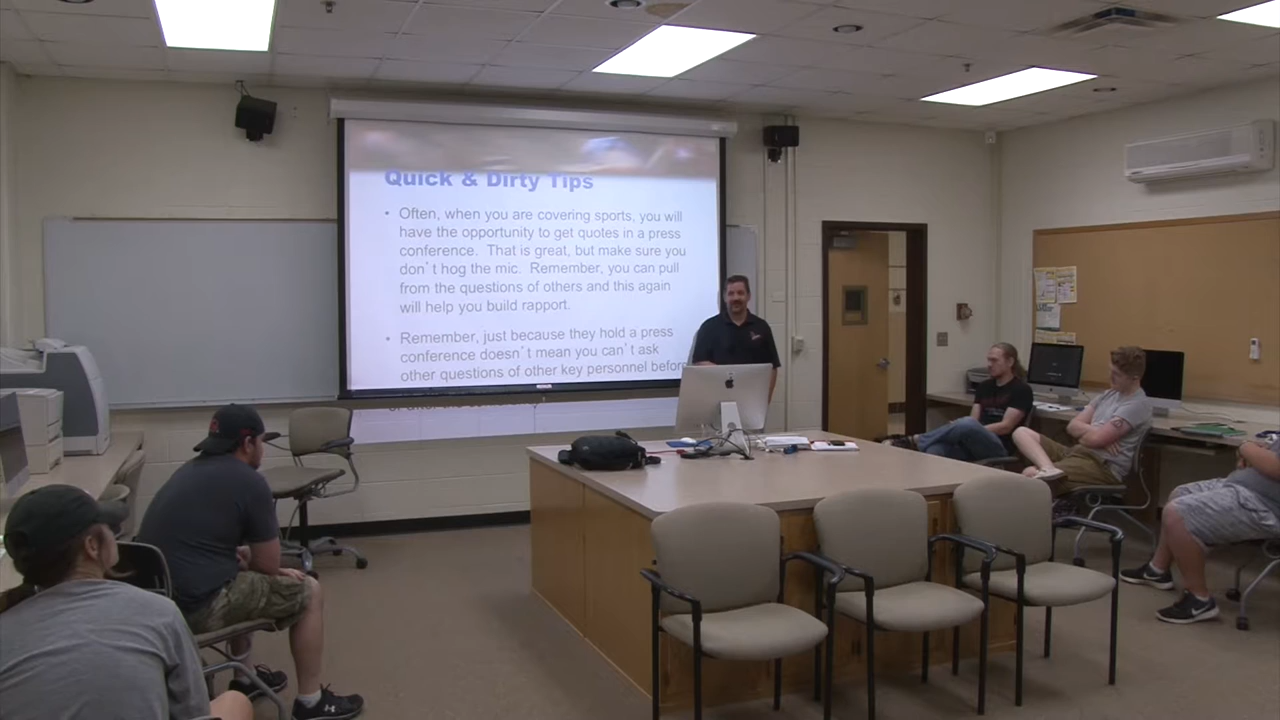 Quick & Dirty Tips
• Often, when you are covering sports, you will
have the opportunity to get quotes in a press
conference. That is great, but make sure you
don't hog the mic. Remember, you can pull
from the questions of others and this again
will help you build rapport.
• Remember, just because they hold a press
conference doesn't mean you can't ask
other questions of other key personnel before